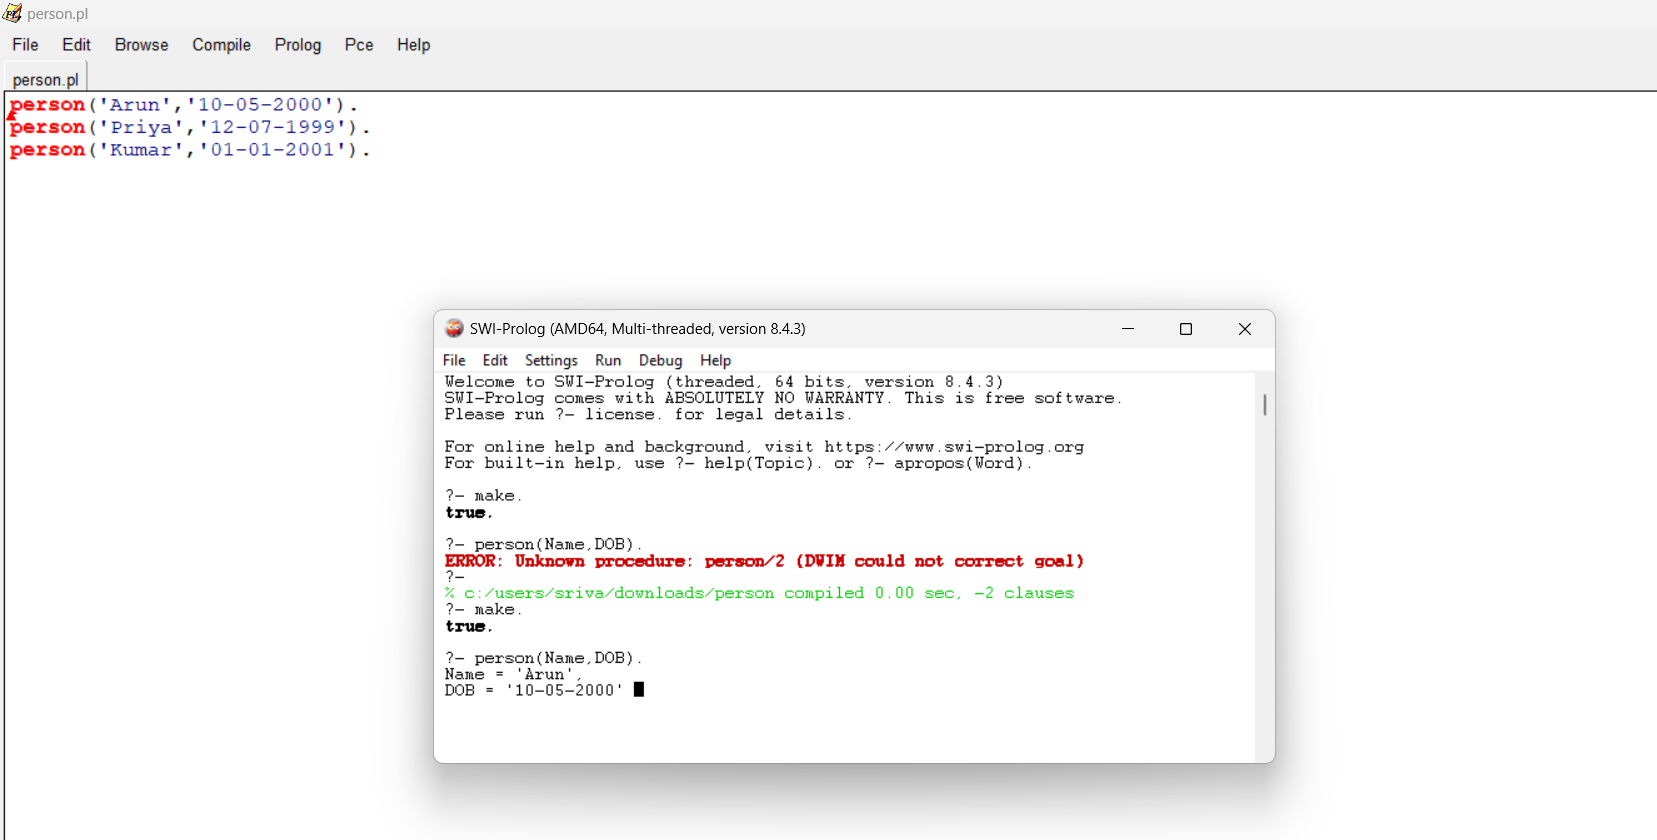 person.pl
File Edit Browse Compile Prolog Pce Help
person.pl
person('Arun','10-05-2000').
person('Priya','12-07-1999').
person('Kumar','01-01-2001').
SWI-Prolog (AMD64, Multi-threaded, version 8.4.3)
File Edit Settings Run Debug Help
Welcome to SWI-Prolog (threaded, 64 bits, version 8.4.3)
SWI-Prolog comes with ABSOLUTELY NO WARRANTY. This is free software.
Please run ?- license. for legal details.
For online help and background, visit https://www.swi-prolog.org
For built-in help, use ?- help(Topic). or ?- apropos(Word).
?- make.
true.
?- person(Name,DOB).
ERROR: Unknown procedure: person/2 (DWIM could not correct goal)
?-
% c:/users/sriva/downloads/person compiled 0.00 sec, -2 clauses
?- make.
true.
?- person(Name,DOB).
Name = 'Arun',
DOB = '10-05-2000'